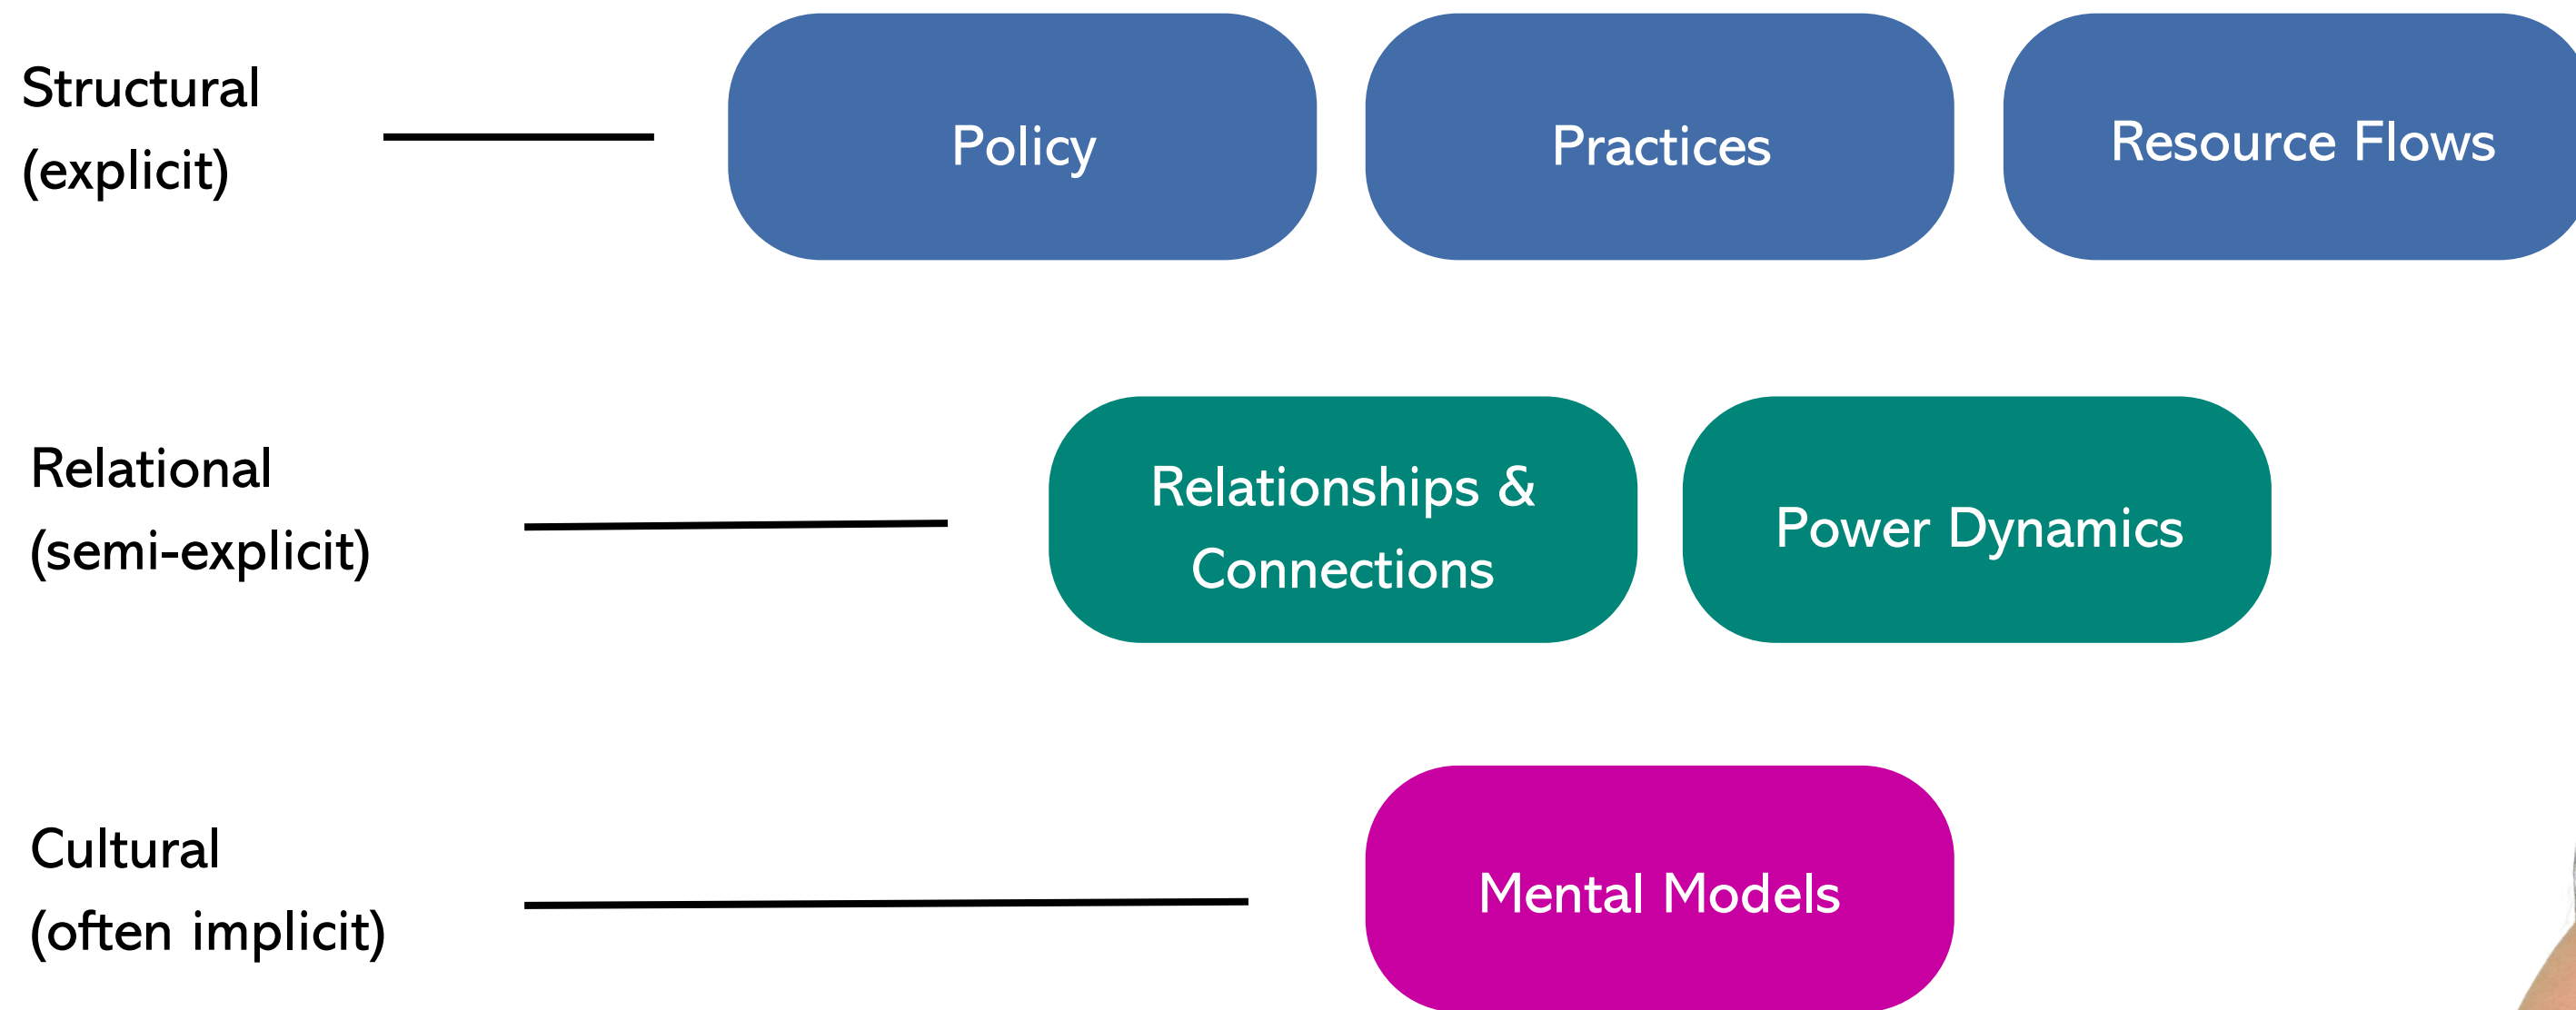 Structural
(explicit)
Policy
Practices
Resource Flows
Relational
(semi-explicit)
Relationships &
Connections
Power Dynamics
Cultural
(often implicit)
Mental Models